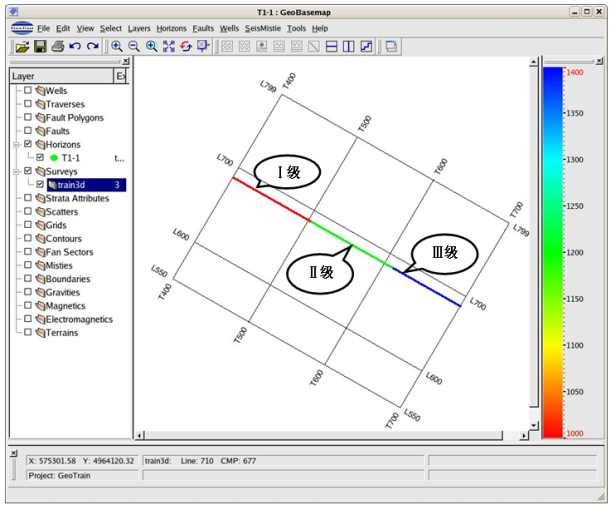 T1-1 : GeoBasemap
File Edit View Select Layers Horizons Faults Wells SeisMistie Tools Help
Layer Ex
Wells
Traverses
Fault Polygons
Faults
Horizons
T1-1 t...
Surveys
train3d 3
Strata Attributes
Scatters
Grids
Contours
Fan Sectors
Misties
Boundaries
Gravities
Magnetics
Electromagnetics
Terrains
L799
T400
T500
T600
T700
L799
L700
L600
L550
T400
T500
T600
T700
L550
L600
L700
Ⅰ级
Ⅱ级
Ⅲ级
1400
1350
1300
1250
1200
1150
1100
1050
1000
X: 575301.58 Y: 4964120.32 train3d: Line: 710 CMP: 677
Project: GeoTrain